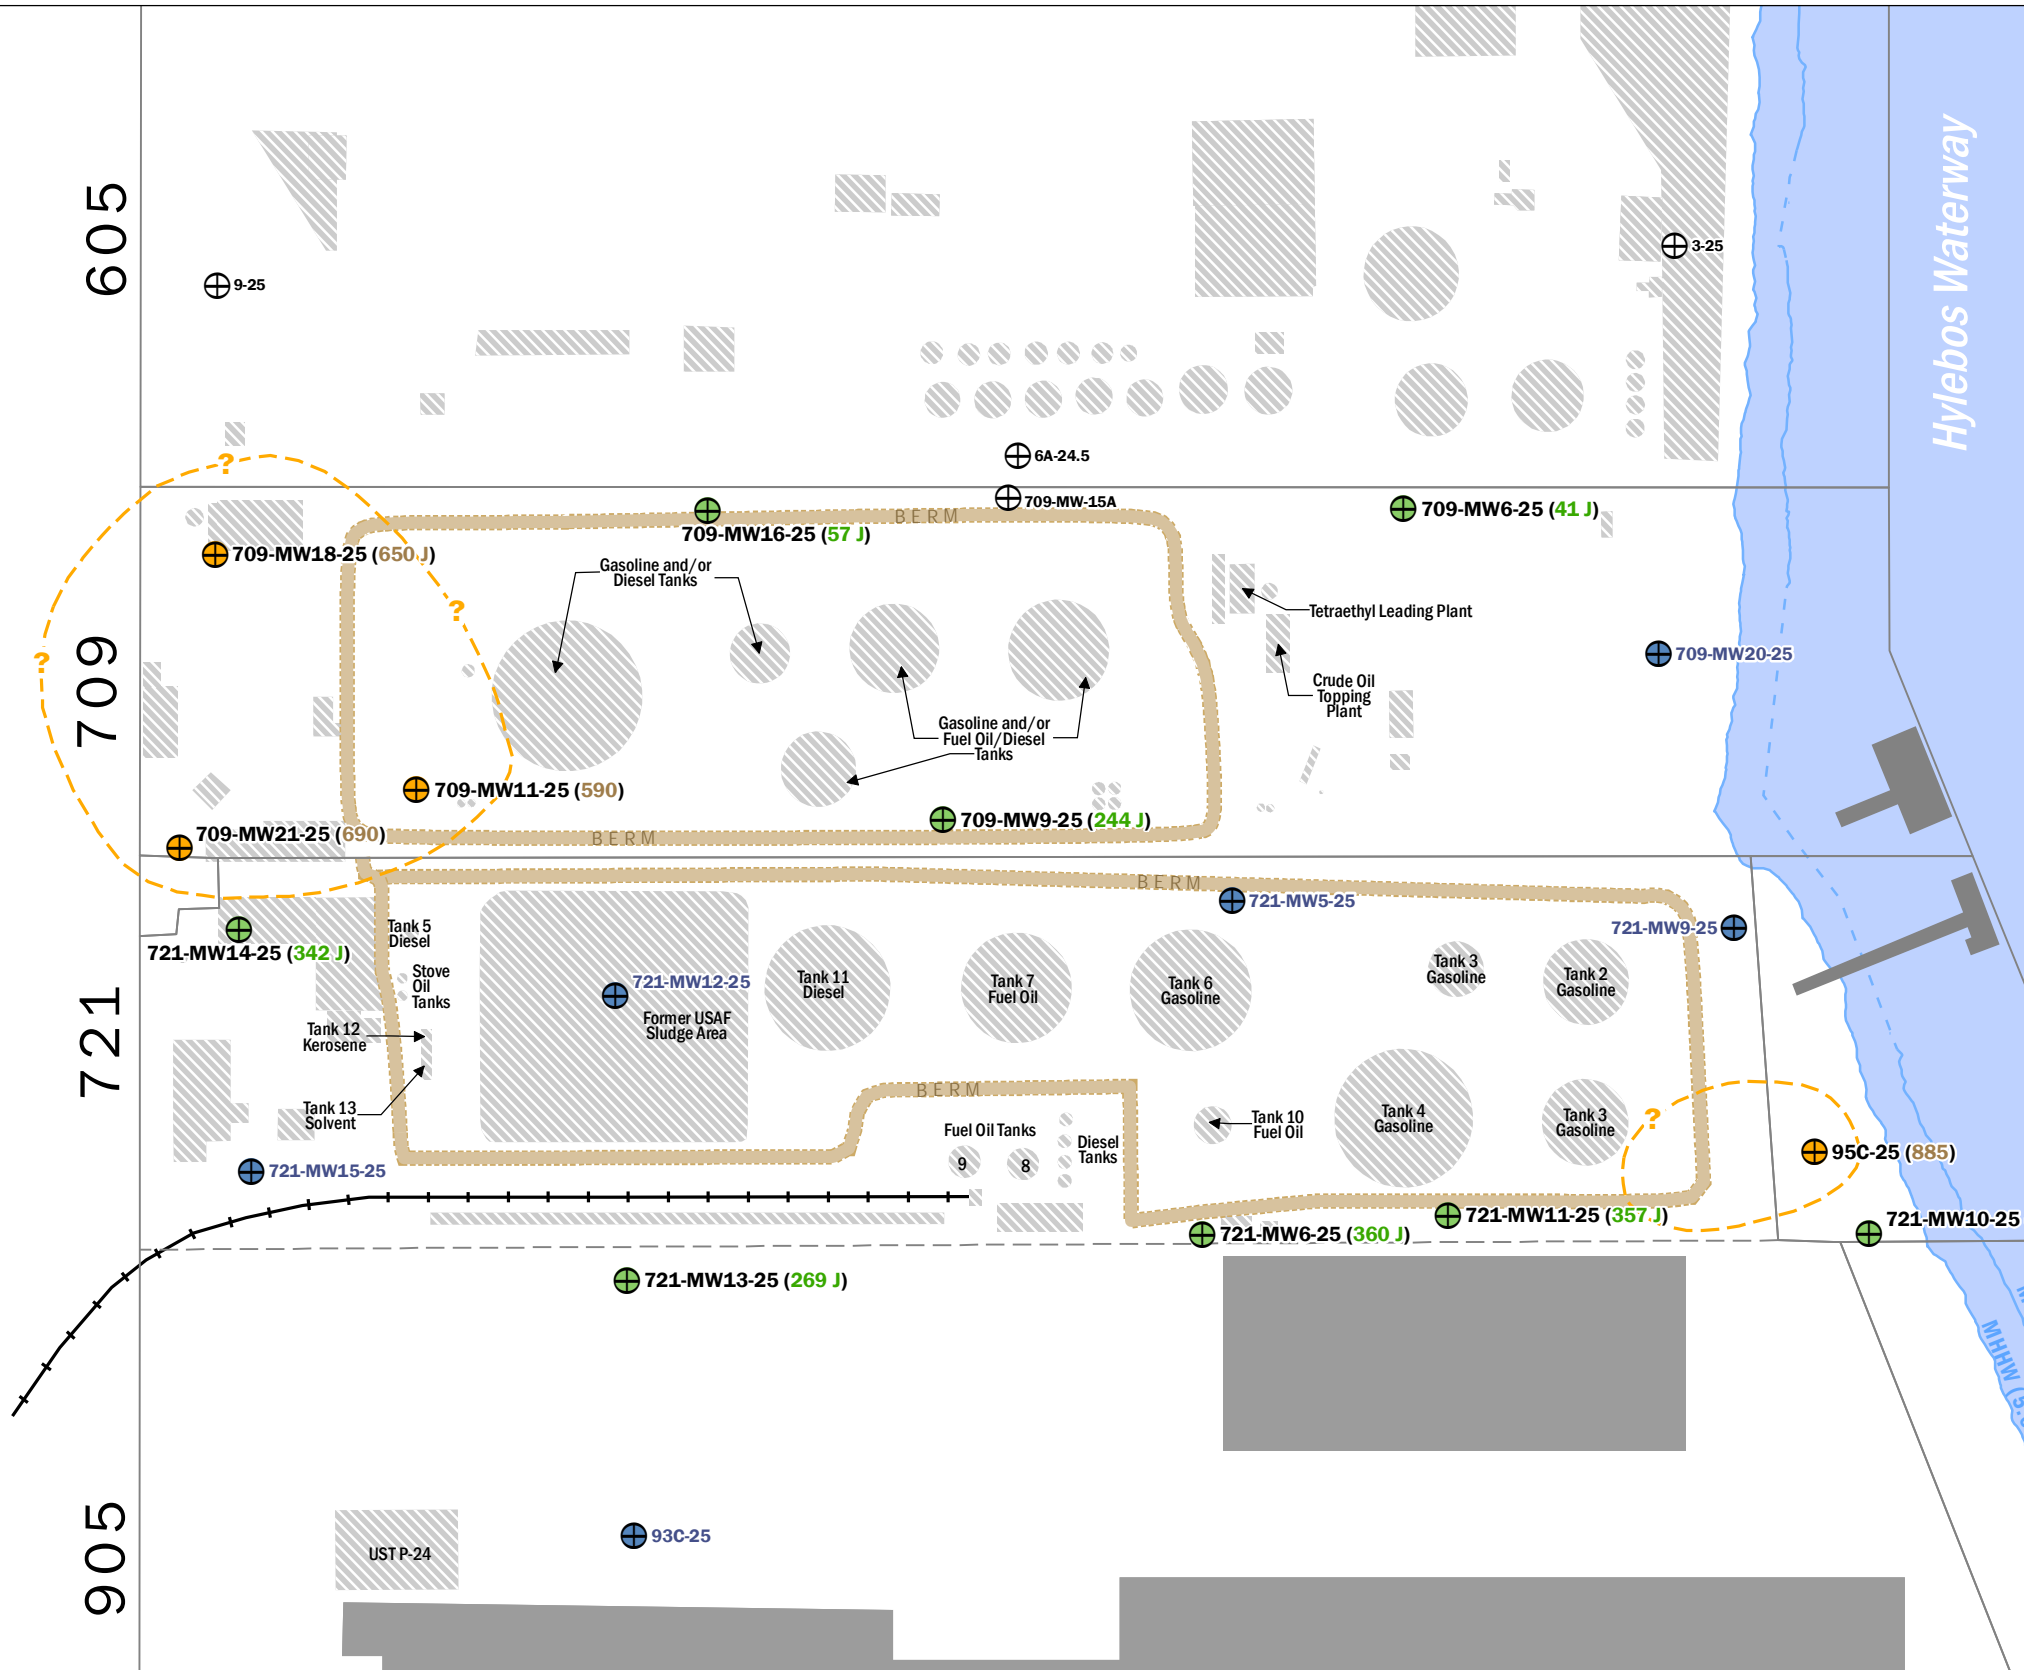 605
Hylebos Waterway
3-25
9-25
6A-24.5
709-MW-15A
?
BERM
709-MW6-25 (41 J)
709-MW16-25 (57 J)
709-MW18-25 (650 J)
Gasoline and/or
Diesel Tanks
?
Tetraethyl Leading Plant
709
?
709-MW20-25
Crude Oil
Topping
Plant
Gasoline and/or
Fuel Oil/Diesel
Tanks
709-MW11-25 (590)
709-MW9-25 (244 J)
709-MW21-25 (690)
BERM
BERM
721-MW5-25
721-MW9-25
721-MW14-25 (342 J)
Tank 5
Diesel
Stove
Oil
Tanks
721-MW12-25
Tank 11
Diesel
Tank 7
Fuel Oil
Tank 6
Gasoline
Tank 3
Gasoline
Tank 2
Gasoline
721
Former USAF
Sludge Area
Tank 12
Kerosene
BERM
Tank 13
Solvent
Fuel Oil Tanks
9
8
Diesel
Tanks
Tank 10
Fuel Oil
Tank 4
Gasoline
Tank 3
Gasoline
?
95C-25 (885)
721-MW15-25
721-MW11-25 (357 J)
721-MW10-25
721-MW6-25 (360 J)
721-MW13-25 (269 J)
MHHW (5.
905
93C-25
UST P-24